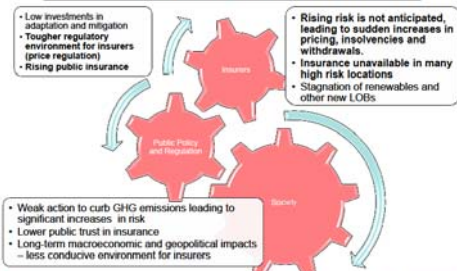 • Low investments in
adaptation and mitigation
• Tougher regulatory
environment for insurers
(price regulation)
• Rising public insurance
• Rising risk is not anticipated,
leading to sudden increases in
pricing, insolvencies and
withdrawals.
• Insurance unavailable in many
high risk locations
• Stagnation of renewables and
other new LOBs
Insurers
Public Policy
and Regulation
Society
• Weak action to curb GHG emissions leading to
significant increases in risk
• Lower public trust in insurance
• Long-term macroeconomic and geopolitical impacts
– less conducive environment for insurers